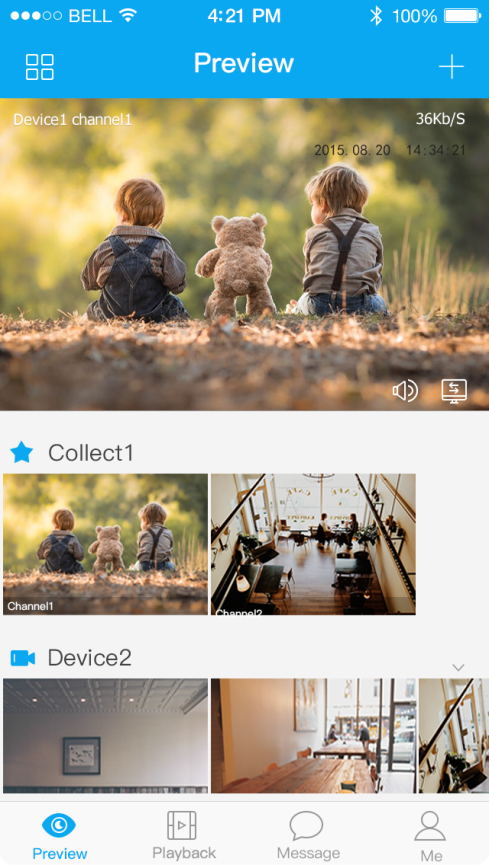 BELL 4:21 PM 100%
Preview
Device1 channel1 36Kb/S
2015. 08. 20 14:34:21
Collect1
Channel1
Channel2
Device2
Preview Playback Message Me